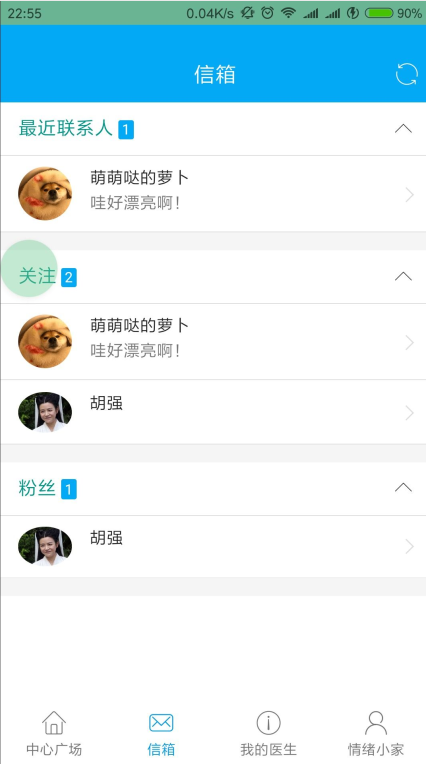 22:55 0.04K/s 90%
信箱
最近联系人 1
萌萌哒的萝卜
哇好漂亮啊！
关注 2
萌萌哒的萝卜
哇好漂亮啊！
胡强
粉丝 1
胡强
中心广场 信箱 我的医生 情绪小家